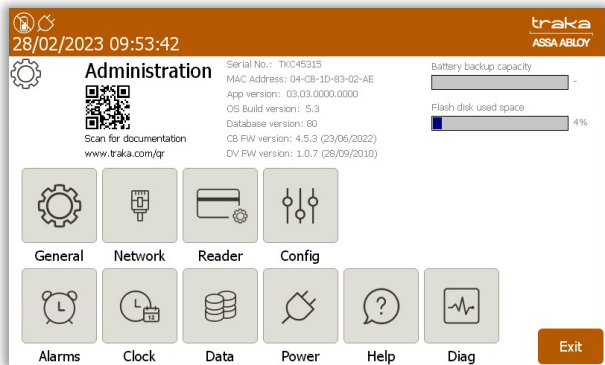 traka
28/02/2023 09:53:42
ASSA ABLOY
Administration
Scan for documentation
www.traka.com/qr
Serial No.: TKC45315
MAC Address: 04-CB-1D-83-02-AE
App version: 03.03.0000.0000
OS Build version: 5.3
Database version: 80
CB FW version: 4.5.3 (23/06/2022)
DV FW version: 1.0.7 (28/09/2010)
Battery backup capacity
-
Flash disk used space
4%
General Network Reader Config
12
Alarms Clock Data Power Help Diag
Exit